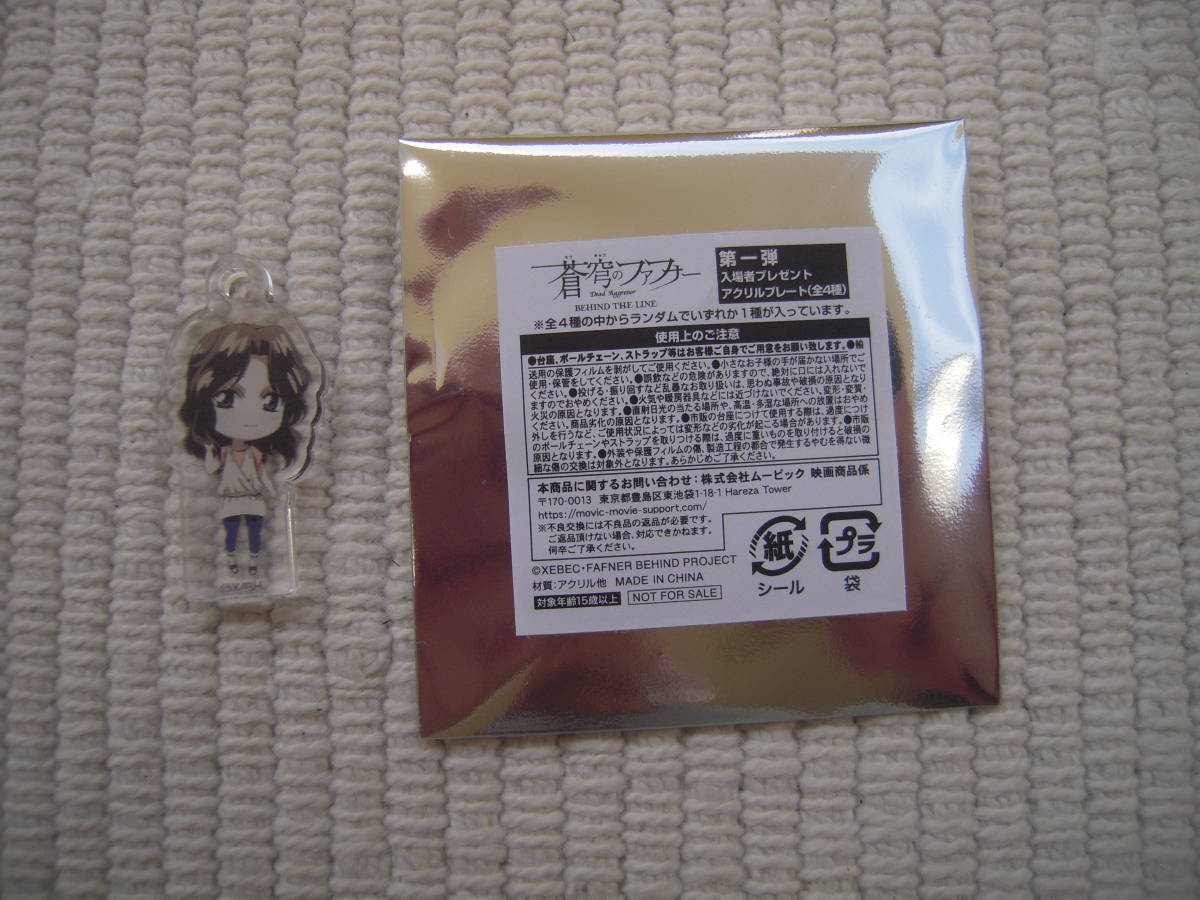 蒼穹のファフナー
Dead Aggressor
BEHIND THE LINE
第一弾
入場者プレゼント
アクリルプレート(全4種)
※全4種の中からランダムでいずれか1種が入っています。
使用上のご注意
●台座、ボールチェーン、ストラップ等はお客様ご自身でご用意をお願い致します。●輸
送用の保護フィルムを剥がしてご使用ください。●小さなお子様の手が届かない場所でご
使用・保管をしてください。●誤飲などの危険がありますので、絶対に口には入れないで
ください。●投げる・振り回すなど乱暴なお取り扱いは、思わぬ事故や破損の原因となり
ますのでおやめください。●火気や暖房器具などには近づけないでください。変形・変質・
火災の原因となります。●直射日光の当たる場所や、高温・多湿な場所への放置はおやめ
ください。商品劣化の原因となります。●市販の台座につけて使用する際は、過度につけ
外しを行うなど、ご使用状況によっては変形などの劣化が起こる場合があります。●市販
のボールチェーンやストラップを取りつける際は、過度に重いものを取り付けると破損の
原因となります。●外装や保護フィルムの傷、製造工程の都合で発生するやむを得ない微
細な傷の交換は対象外となります。あらかじめご了承ください。
本商品に関するお問い合わせ:株式会社ムービック 映画商品係
〒170-0013 東京都豊島区東池袋1-18-1 Hareza Tower
https://movic-movie-support.com/
※不良交換には不良品の返品が必要です。
ご返品頂けない場合、対応できかねます。
何卒ご了承ください。
©XEBEC・FAFNER BEHIND PROJECT
材質:アクリル他 MADE IN CHINA
対象年齢15歳以上 NOT FOR SALE
紙
シール
プラ
袋